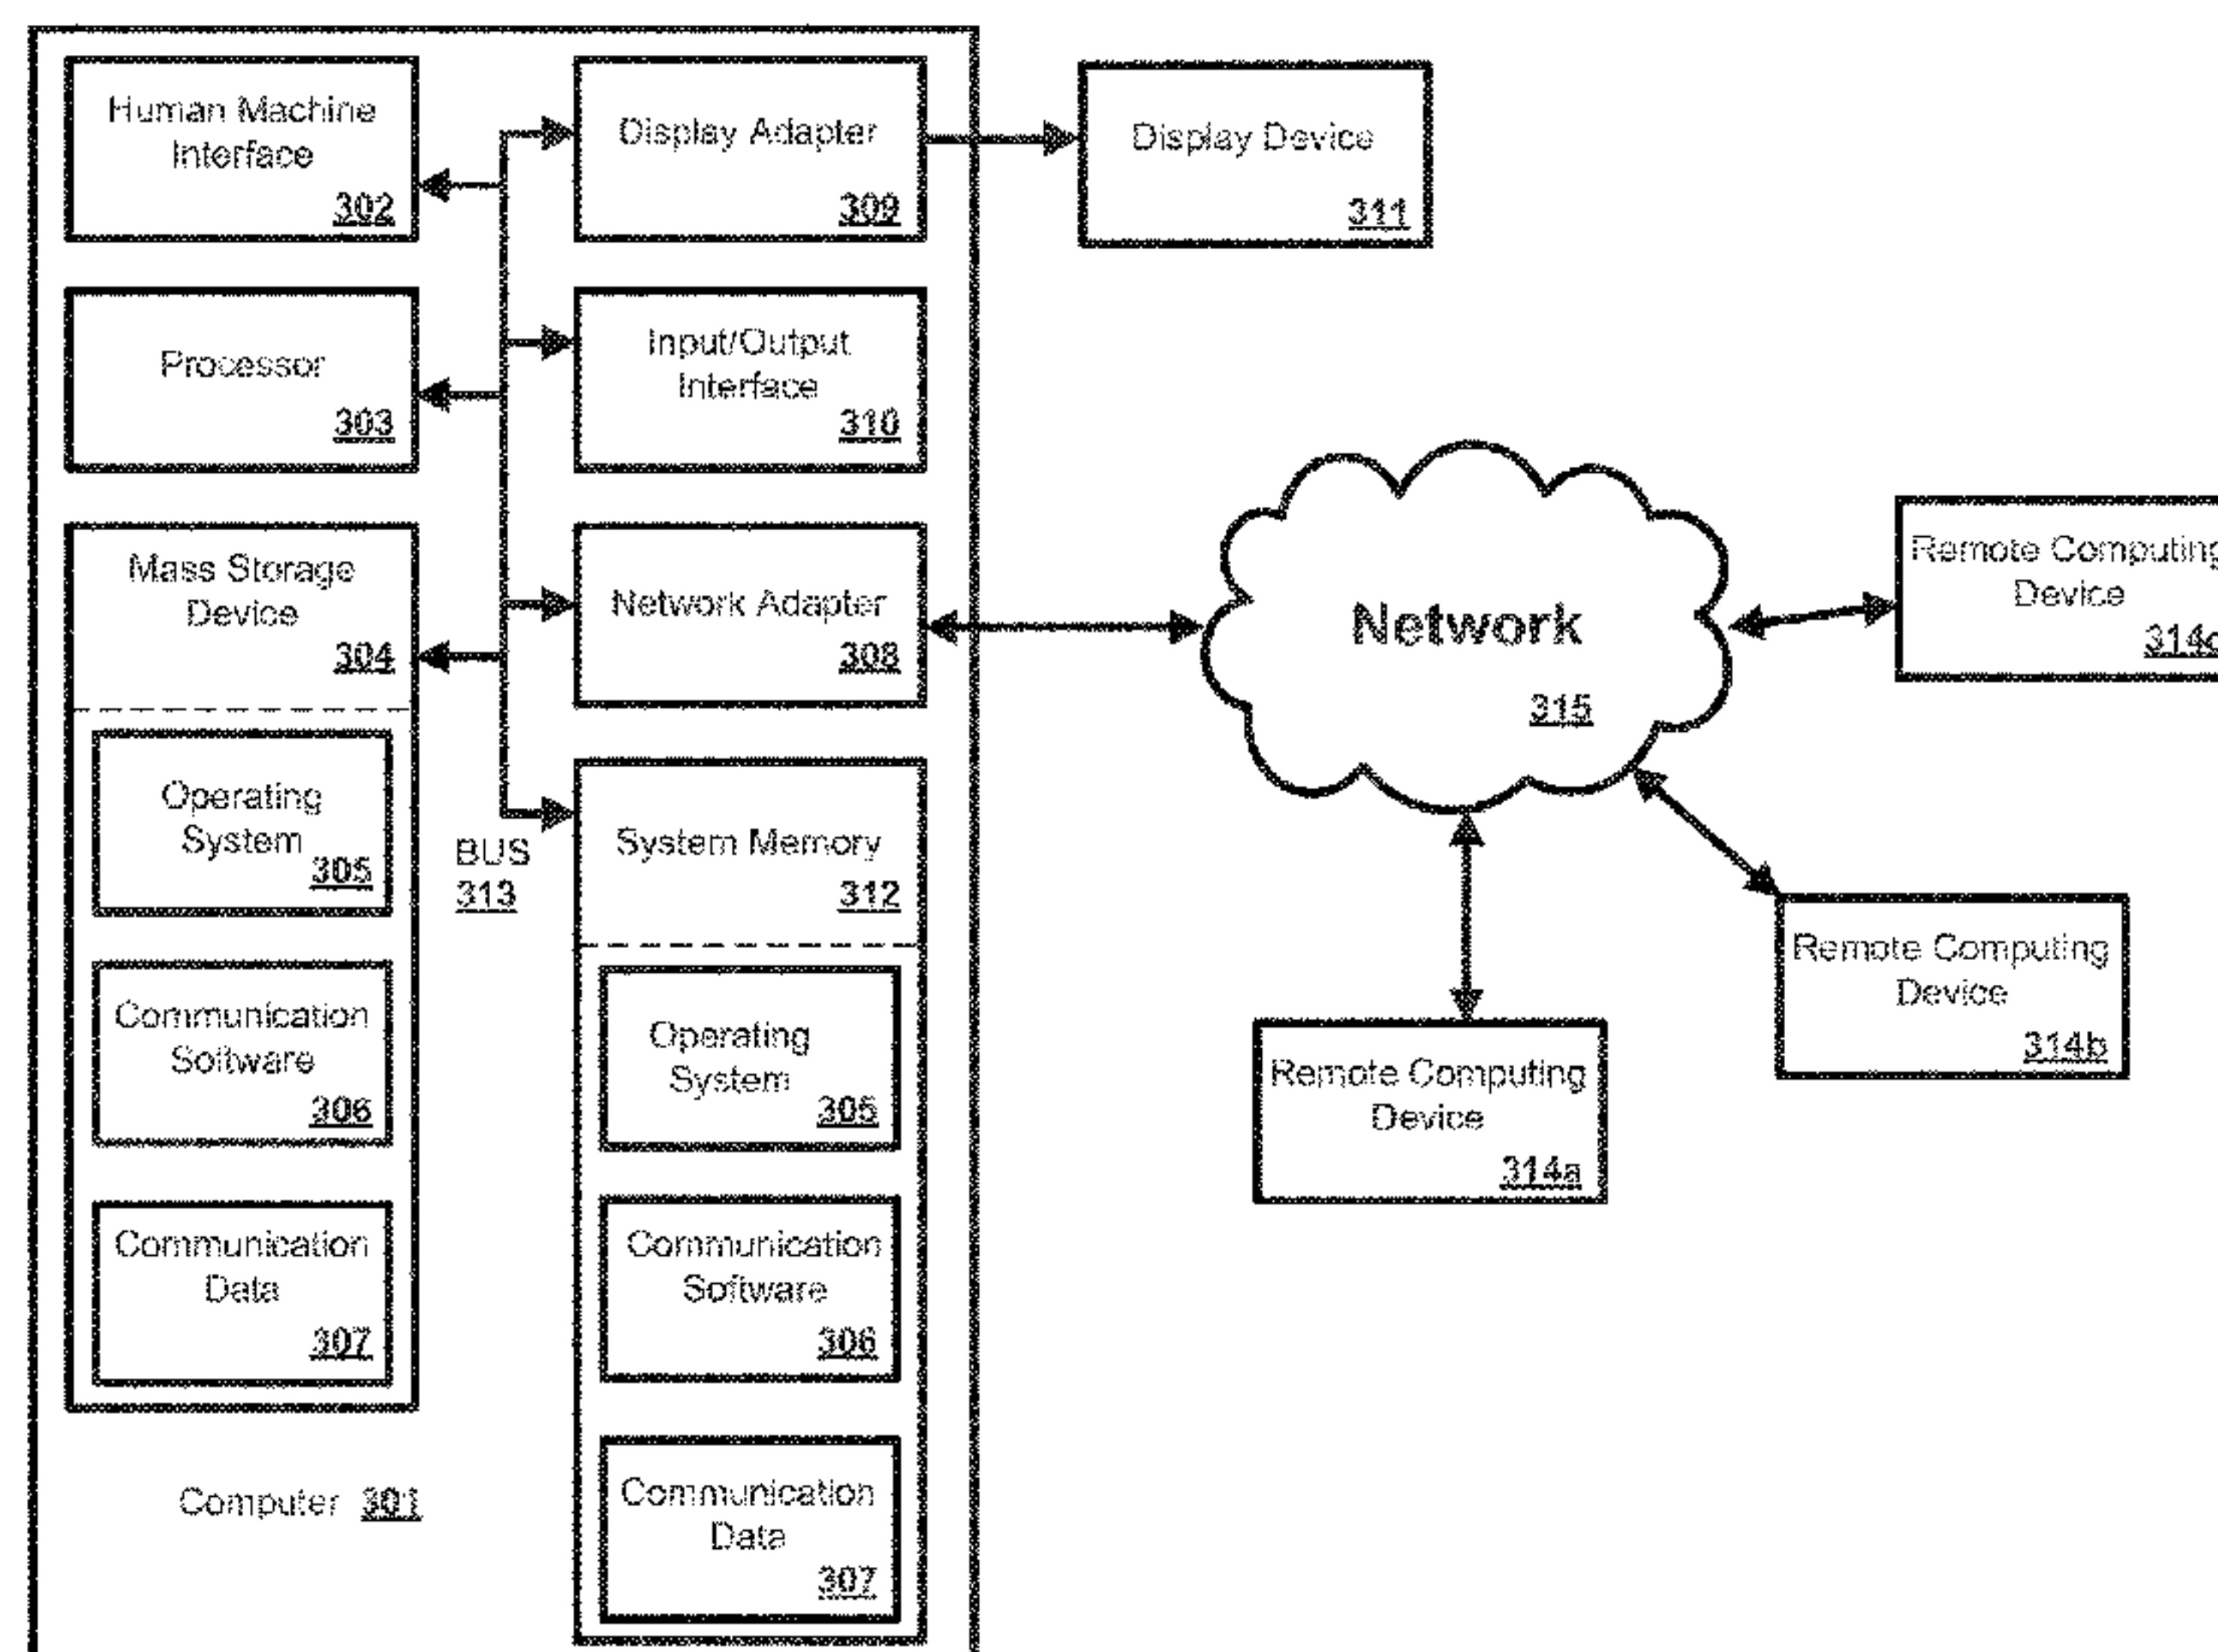 Human Machine
Interface
302
Display Adapter
309
Display Device
311
Processor
303
Input/Output
Interface
310
Mass Storage
Device
304
Network Adapter
308
Network
315
Remote Computing
Device
314c
Operating
System
305
BUS
313
System Memory
312
Remote Computing
Device
314b
Communication
Software
306
Operating
System
305
Remote Computing
Device
314a
Communication
Data
307
Communication
Software
306
Computer 301
Communication
Data
307